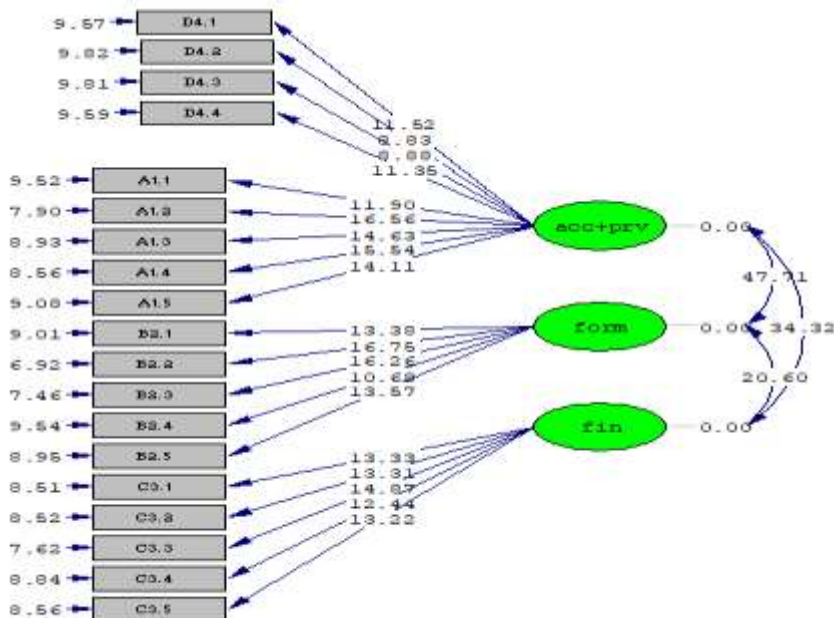 9.57 D4.1
9.82 D4.2
9.81 D4.3
9.59 D4.4
11.52
11.35
9.52 A1.1
7.90 A1.2
8.93 A1.3
8.56 A1.4
9.08 A1.5
11.90
16.56
14.63
15.54
14.11
acc+prv 0.00
47.71
9.01 B2.1
6.92 B2.2
7.46 B2.3
9.54 B2.4
8.95 B2.5
13.38
16.75
16.26
10.68
13.57
form 0.00 34.32
20.60
8.51 C3.1
8.52 C3.2
7.62 C3.3
8.84 C3.4
8.56 C3.5
13.33
13.31
14.87
12.44
13.22
fin 0.00